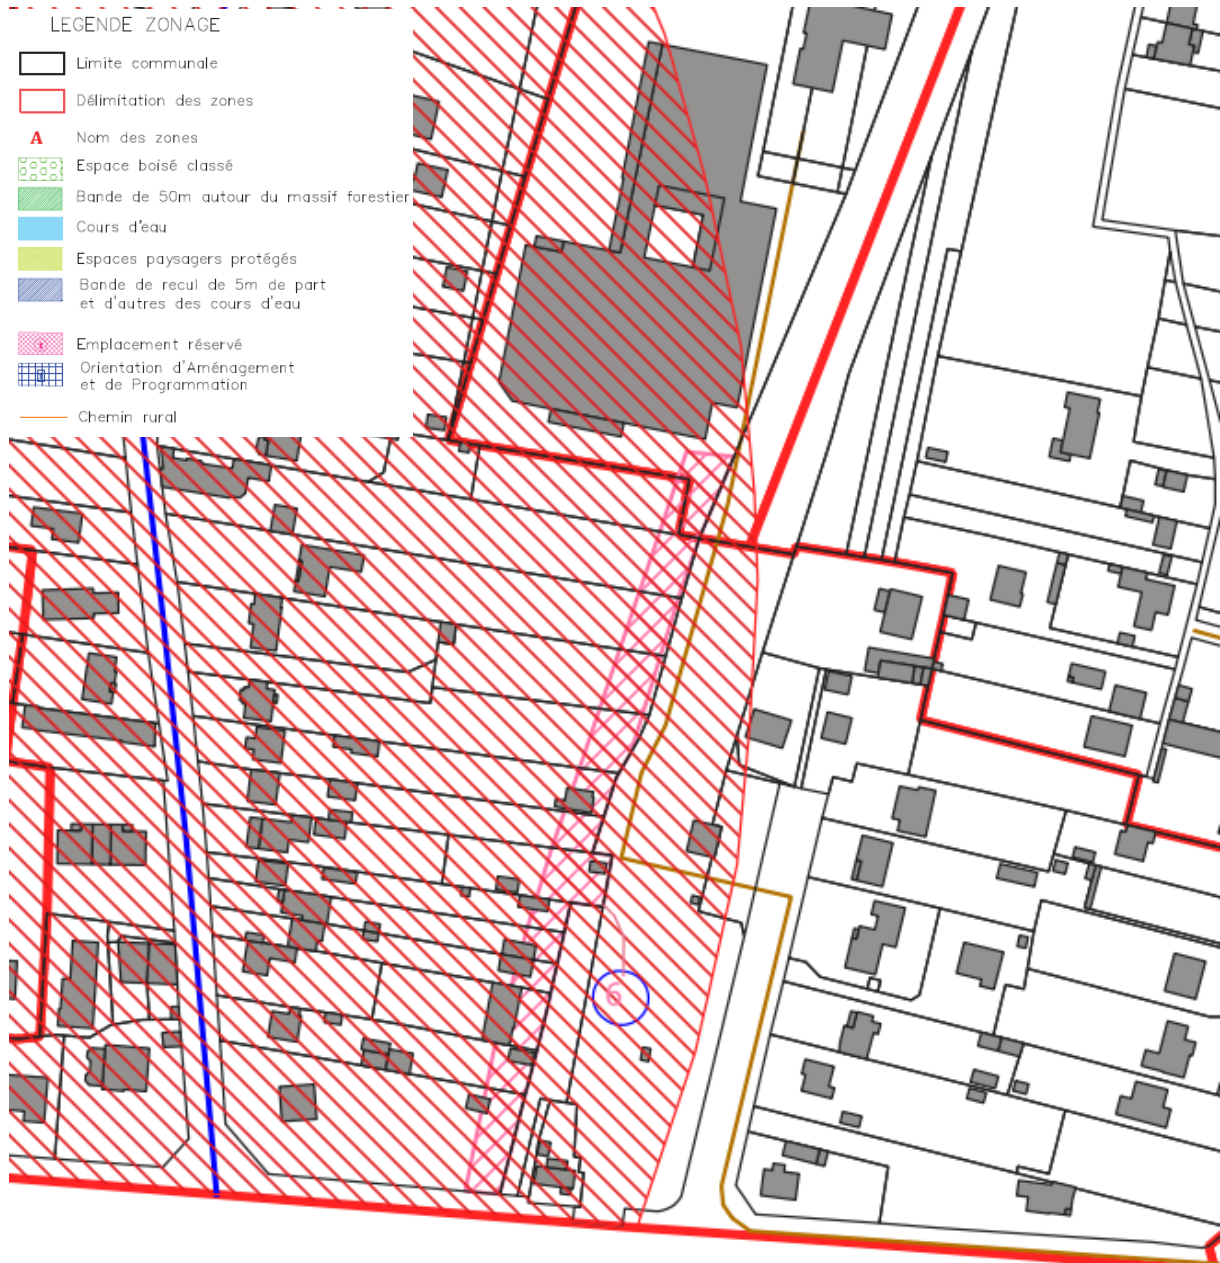 LEGENDE ZONAGE
Limite communale
Délimitation des zones
A Nom des zones
Espace boisé classé
Bande de 50m autour du massif forestier
Cours d'eau
Espaces paysagers protégés
Bande de recul de 5m de part
et d'autres des cours d'eau
Emplacement réservé
Orientation d'Aménagement
et de Programmation
Chemin rural
6